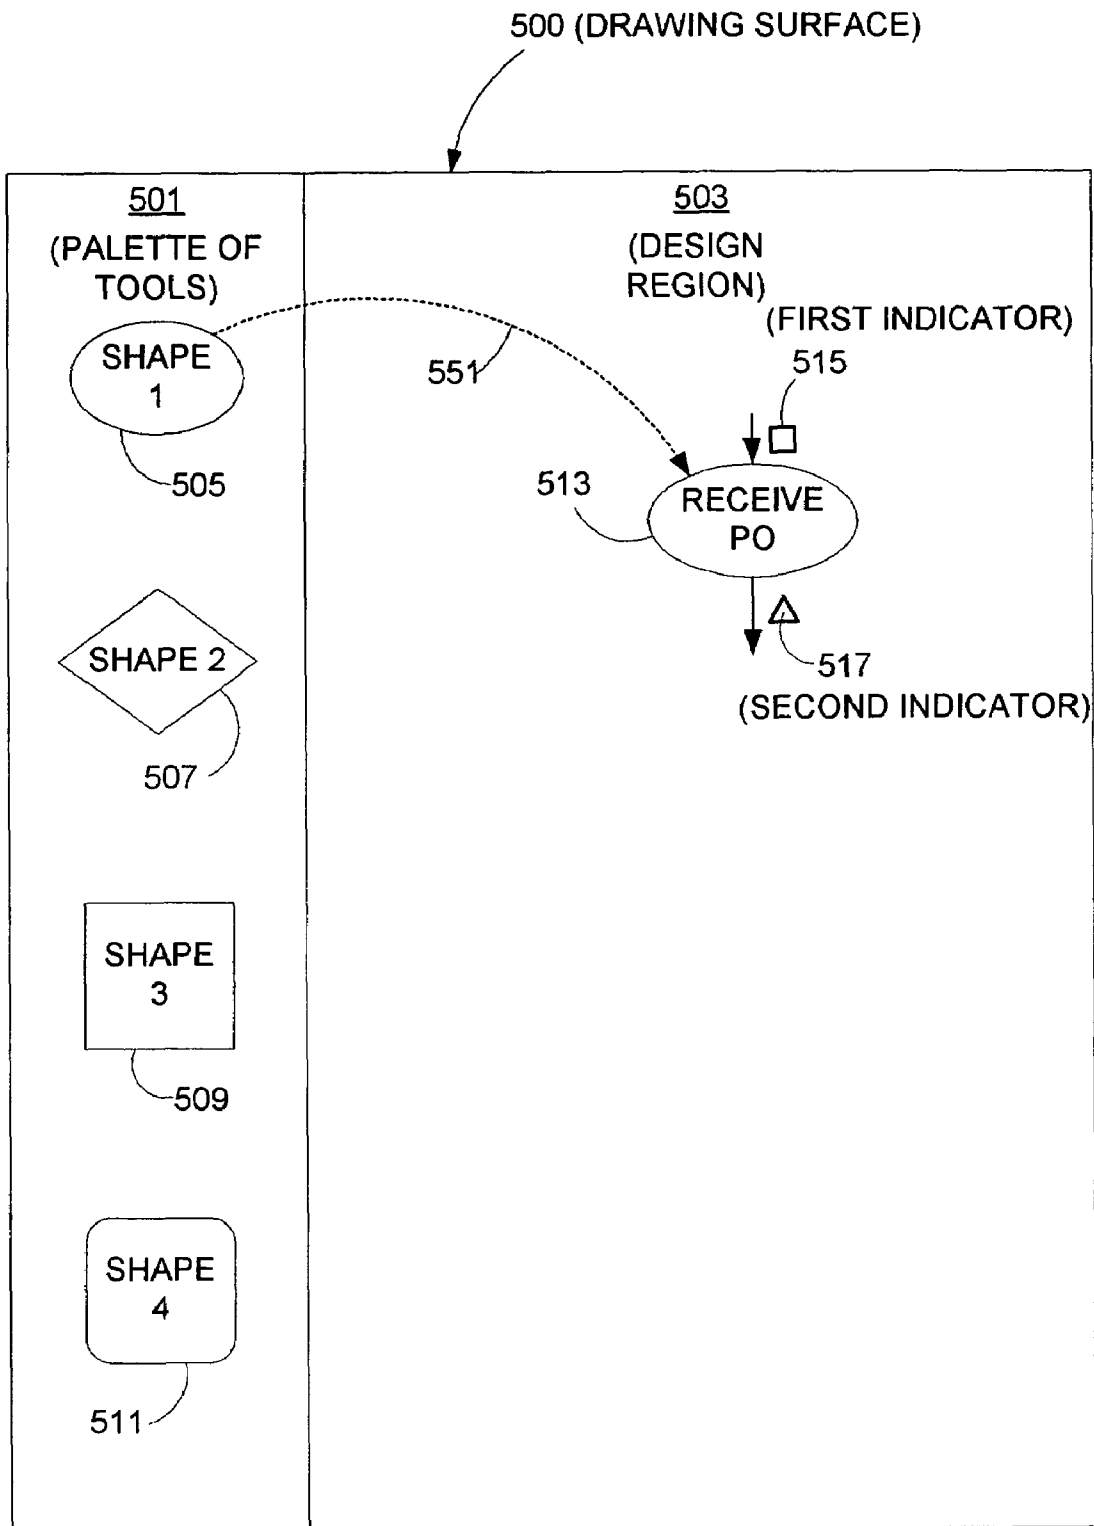 500 (DRAWING SURFACE)
501
(PALETTE OF
TOOLS)
503
(DESIGN
REGION)
(FIRST INDICATOR)
SHAPE
1
551
515
505
513
RECEIVE
PO
SHAPE 2
517
(SECOND INDICATOR)
507
SHAPE
3
509
SHAPE
4
511